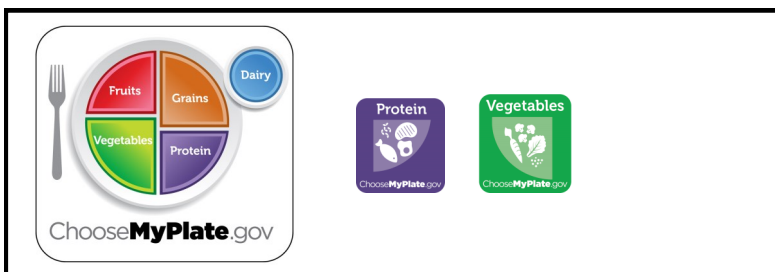 Fruits
Grains
Dairy
Vegetables
Protein
ChooseMyPlate.gov
Protein
ChooseMyPlate.gov
Vegetables
ChooseMyPlate.gov